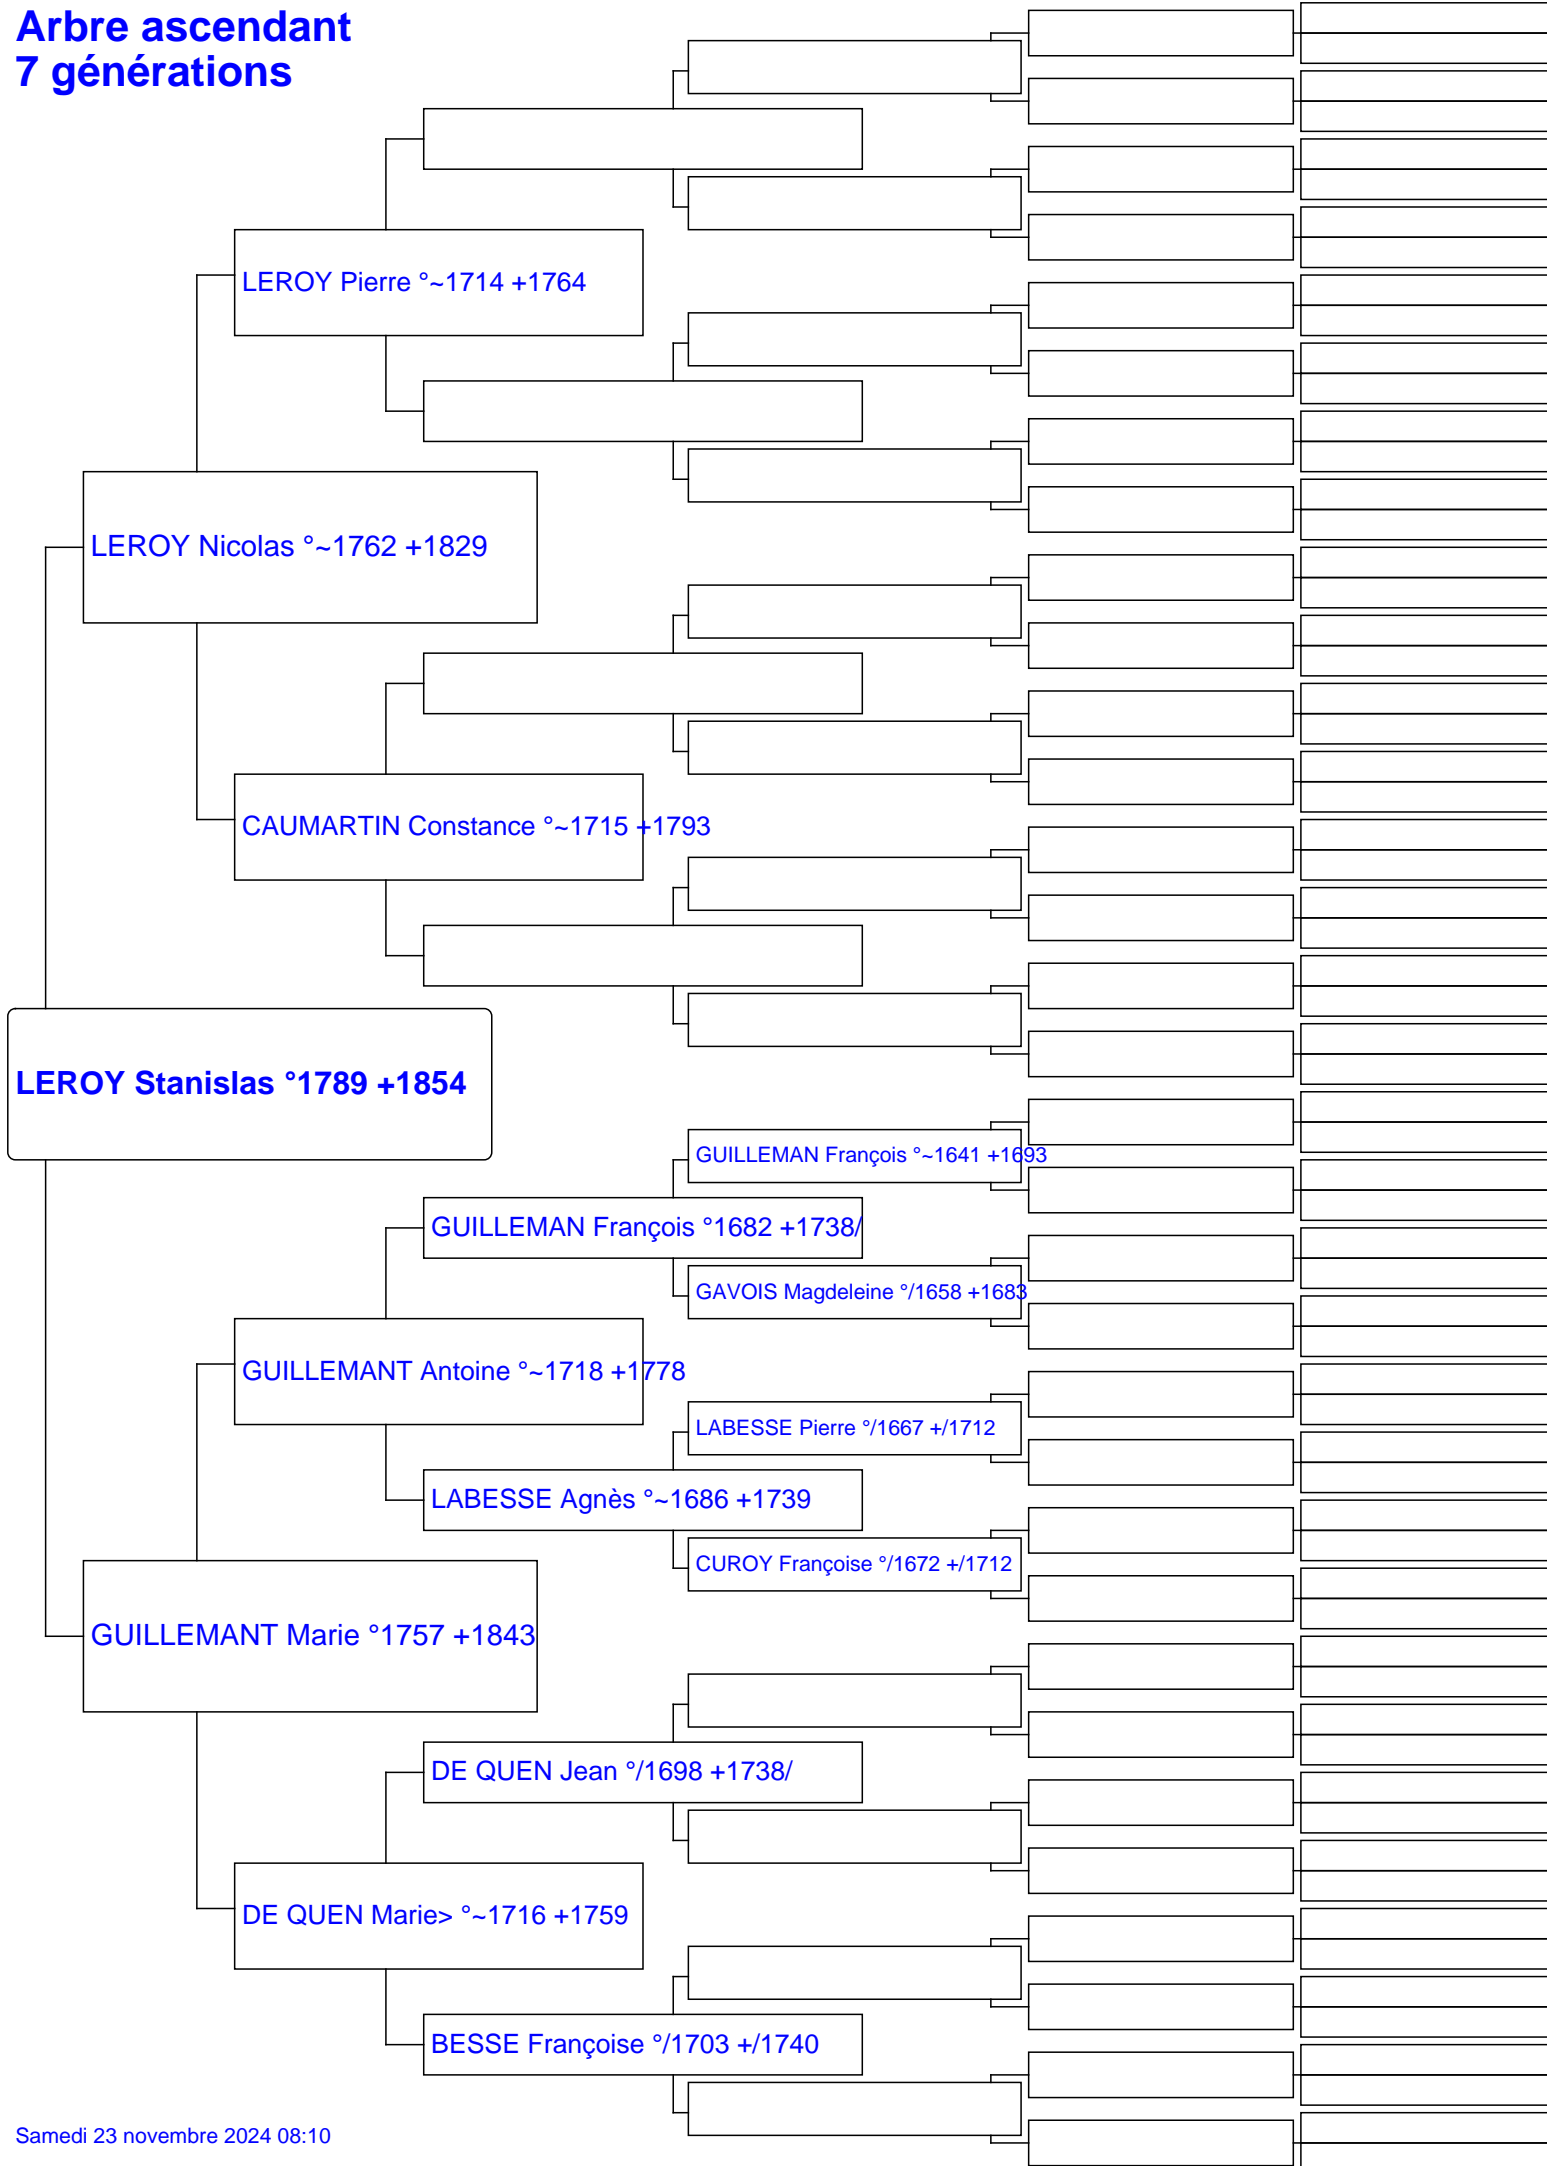 Arbre ascendant
7 générations
LEROY Pierre °~1714 +1764
LEROY Nicolas °~1762 +1829
CAUMARTIN Constance °~1715 +1793
LEROY Stanislas °1789 +1854
GUILLEMAN François °~1641 +1693
GUILLEMAN François °1682 +1738/
GAVOIS Magdeleine °/1658 +1683
GUILLEMANT Antoine °~1718 +1778
LABESSE Pierre °/1667 +/1712
LABESSE Agnès °~1686 +1739
CUROY Françoise °/1672 +/1712
GUILLEMANT Marie °1757 +1843
DE QUEN Jean °/1698 +1738/
DE QUEN Marie> °~1716 +1759
BESSE Françoise °/1703 +/1740
Samedi 23 novembre 2024 08:10